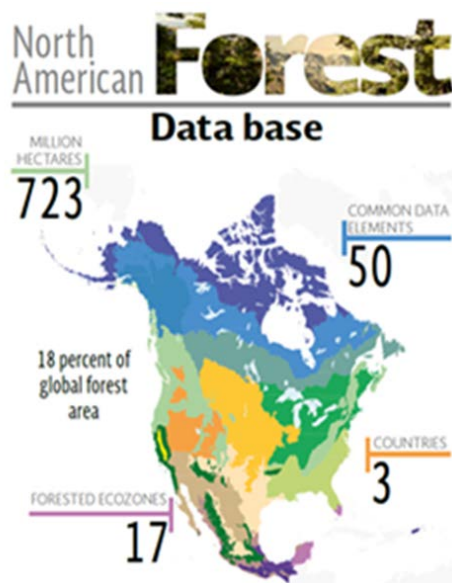 North
American Forest
Data base
MILLION
HECTARES
723
COMMON DATA
ELEMENTS
50
18 percent of
global forest
area
COUNTRIES
3
FORESTED ECOZONES
17